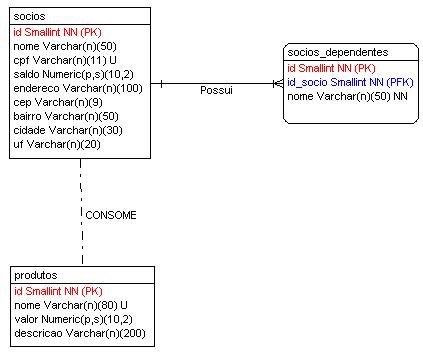 socios
id Smallint NN (PK)
nome Varchar(n)(50)
cpf Varchar(n)(11) U
saldo Numeric(p,s)(10,2)
endereco Varchar(n)(100)
cep Varchar(n)(9)
bairro Varchar(n)(50)
cidade Varchar(n)(30)
uf Varchar(n)(20)
Possui
socios_dependentes
id Smallint NN (PK)
id_socio Smallint NN (PFK)
nome Varchar(n)(50) NN
CONSOME
produtos
id Smallint NN (PK)
nome Varchar(n)(80) U
valor Numeric(p,s)(10,2)
descricao Varchar(n)(200)